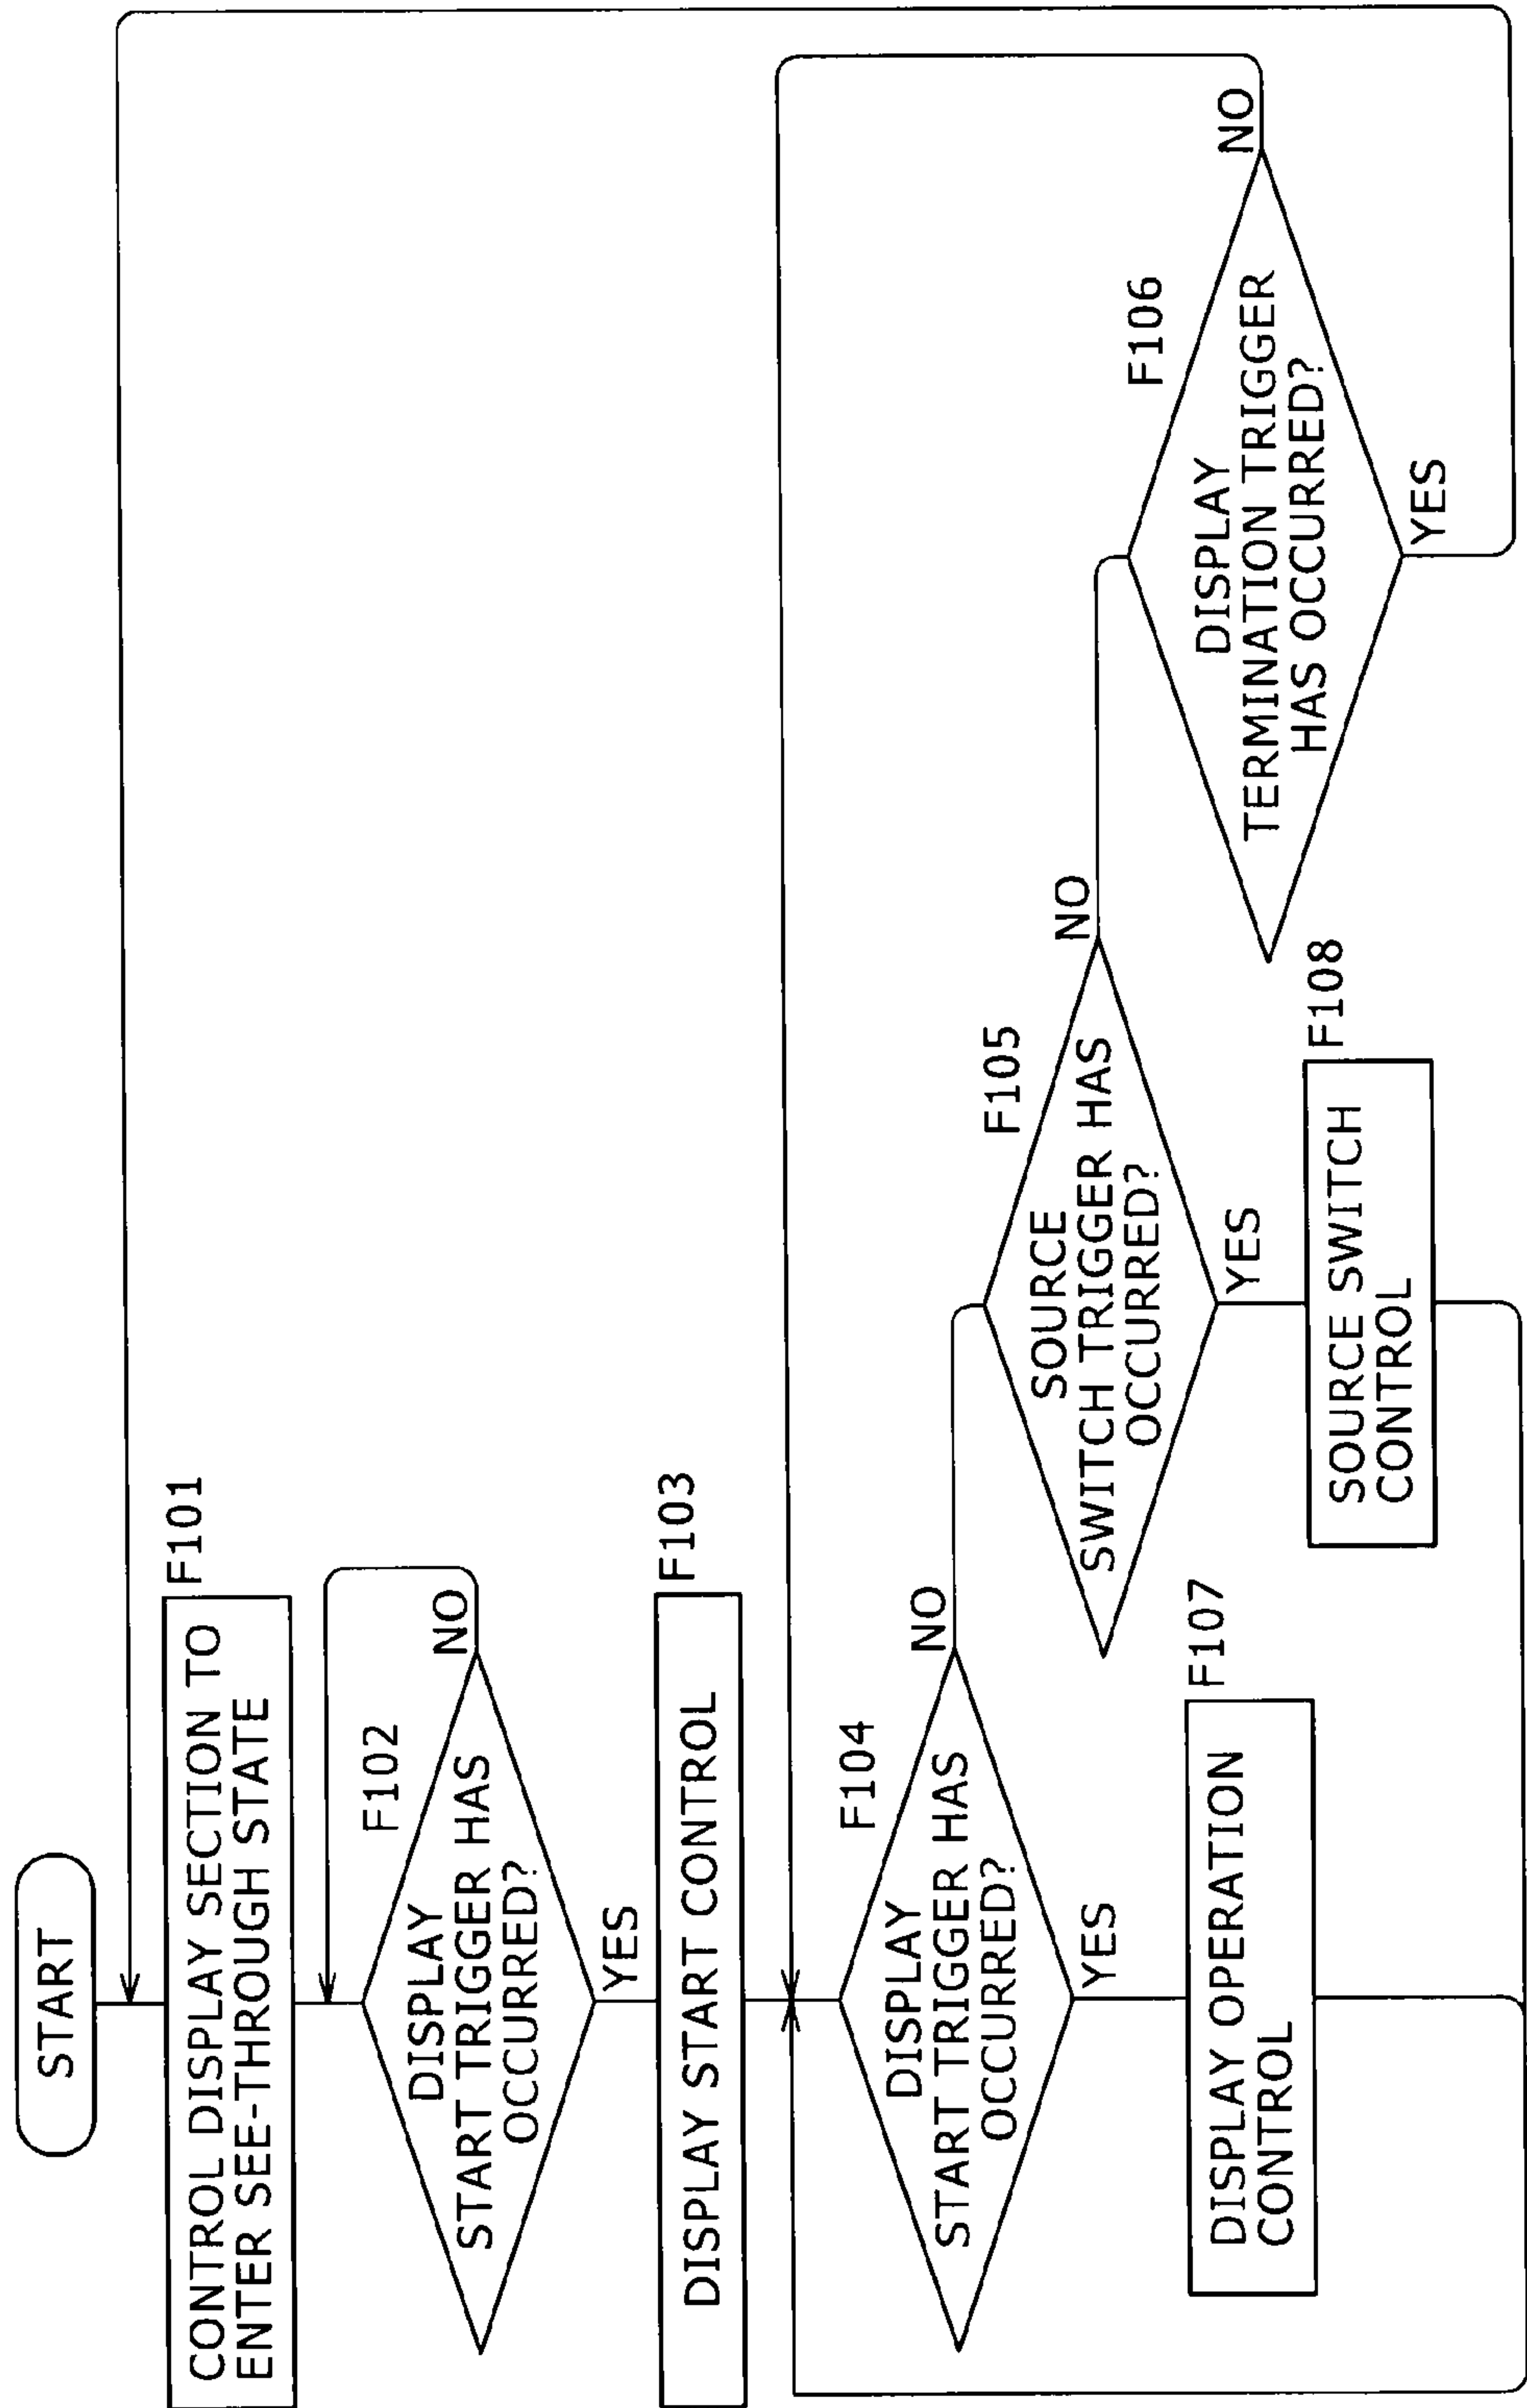 START
F101
CONTROL DISPLAY SECTION TO
ENTER SEE-THROUGH STATE
F102
DISPLAY
START TRIGGER HAS
OCCURRED?
NO
YES
F103
DISPLAY START CONTROL
F104
DISPLAY
START TRIGGER HAS
OCCURRED?
NO
YES
F107
DISPLAY OPERATION
CONTROL
F105
SOURCE
SWITCH TRIGGER HAS
OCCURRED?
NO
YES
F108
SOURCE SWITCH
CONTROL
F106
DISPLAY
TERMINATION TRIGGER
HAS OCCURRED?
NO
YES